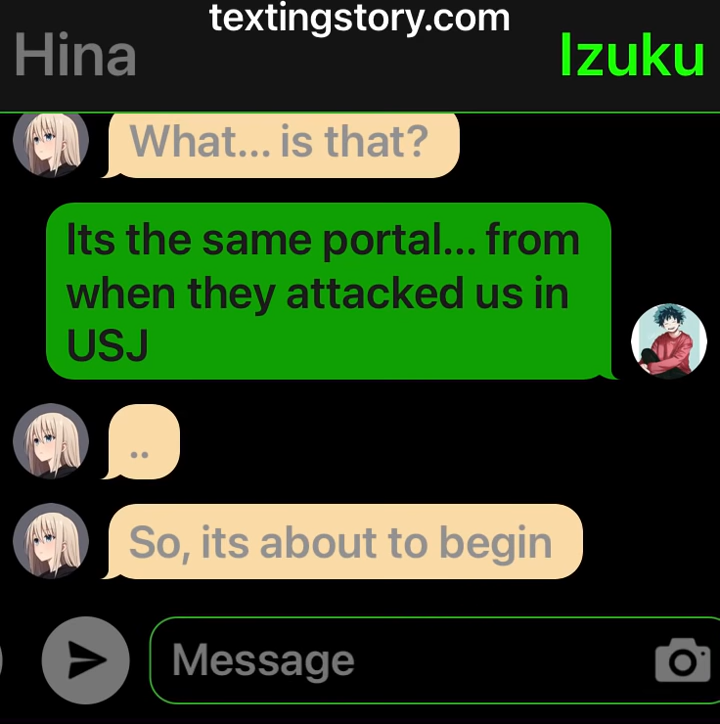 textingstory.com
Hina
Izuku
What... is that?
Its the same portal... from
when they attacked us in
USJ
..
So, its about to begin
Message